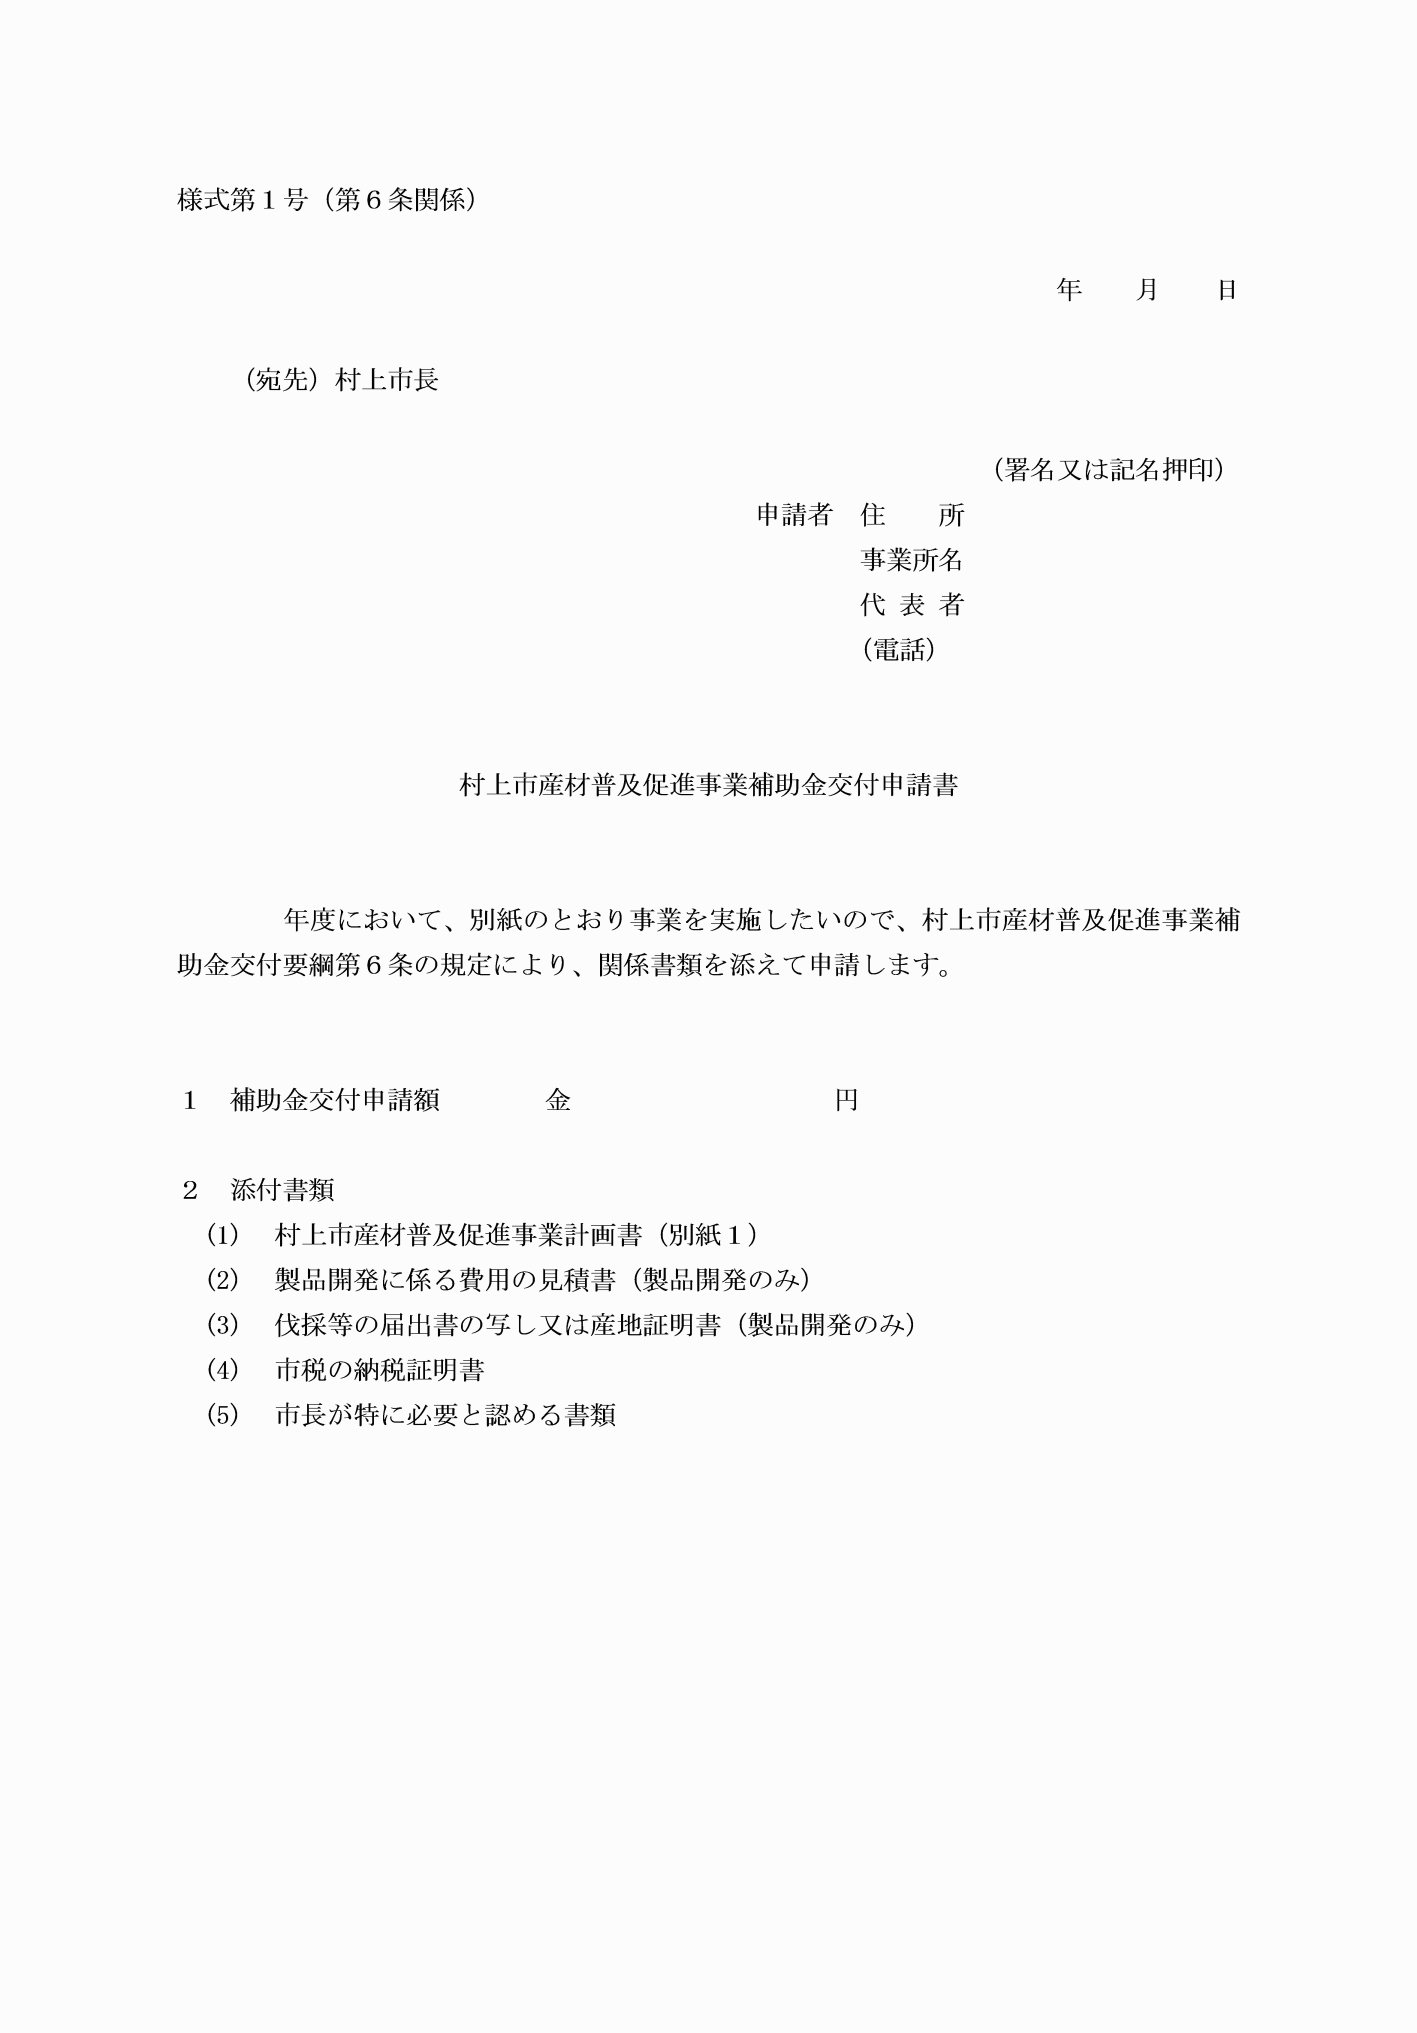 様式第１号（第６条関係）
年　　月　　日
（宛先）村上市長
（署名又は記名押印）
申請者　住　　所
事業所名
代 表 者
（電話）
村上市産材普及促進事業補助金交付申請書
年度において、別紙のとおり事業を実施したいので、村上市産材普及促進事業補
助金交付要綱第６条の規定により、関係書類を添えて申請します。
１　補助金交付申請額　　　　金　　　　　　　　　　円
２　添付書類
(1)　村上市産材普及促進事業計画書（別紙１）
(2)　製品開発に係る費用の見積書（製品開発のみ）
(3)　伐採等の届出書の写し又は産地証明書（製品開発のみ）
(4)　市税の納税証明書
(5)　市長が特に必要と認める書類